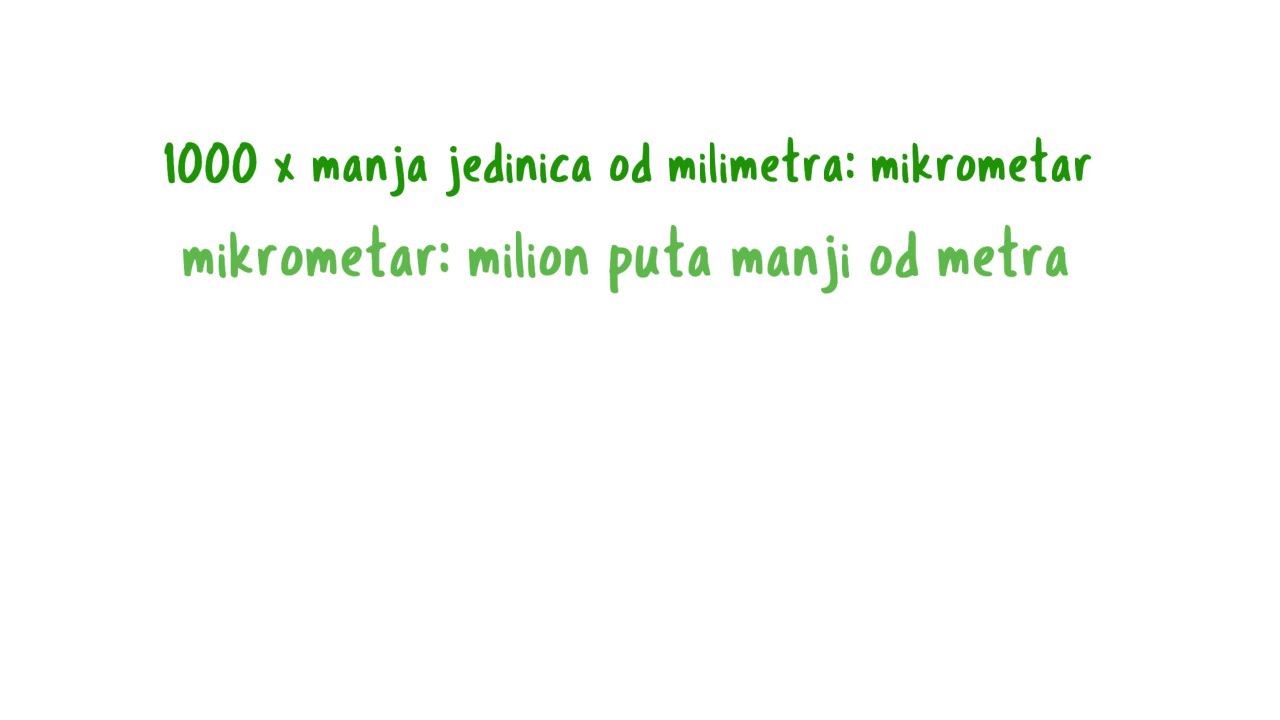 1000 x manja jedinica od milimetra: mikrometar
mikrometar: milion puta manji od metra